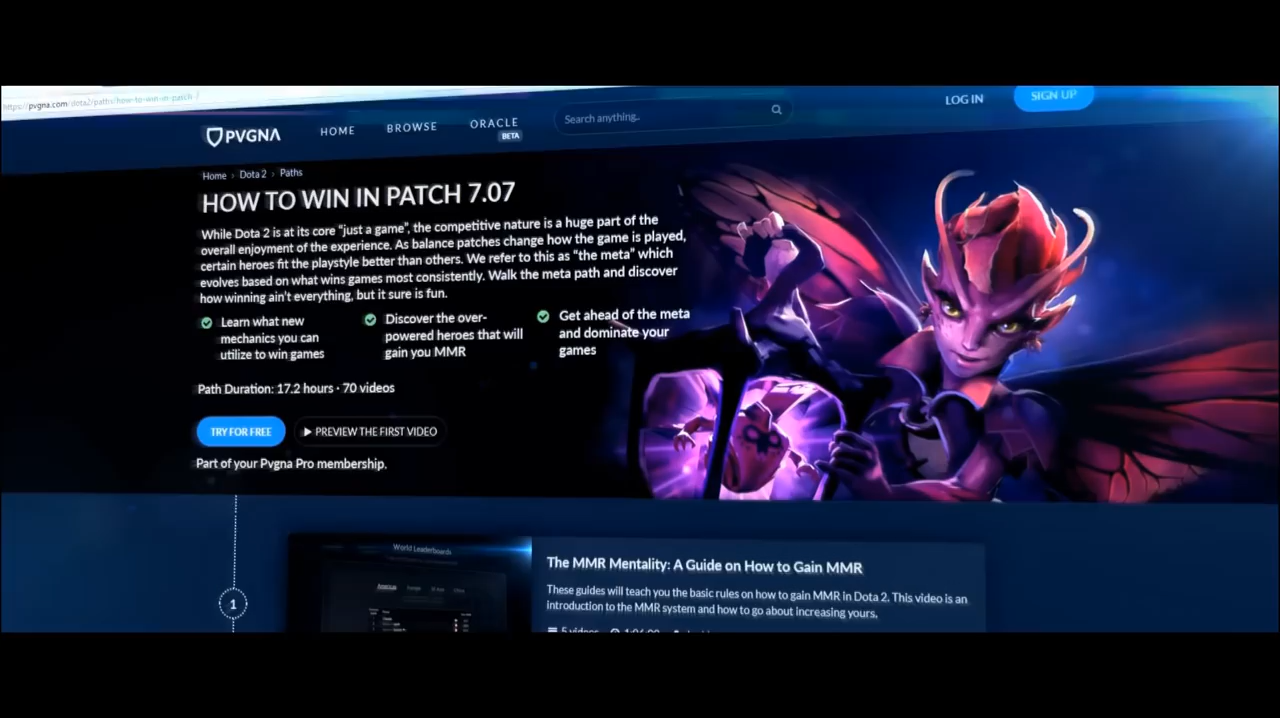 https://pvgna.com/dota2/paths/how-to-win-in-patch
PVGNA
HOME
BROWSE
ORACLE
BETA
Search anything..
LOG IN
SIGN UP
Home › Dota 2 › Paths
HOW TO WIN IN PATCH 7.07
While Dota 2 is at its core "just a game", the competitive nature is a huge part of the
overall enjoyment of the experience. As balance patches change how the game is played,
certain heroes fit the playstyle better than others. We refer to this as "the meta" which
evolves based on what wins games most consistently. Walk the meta path and discover
how winning ain't everything, but it sure is fun.
Learn what new
mechanics you can
utilize to win games
Discover the over-
powered heroes that will
gain you MMR
Get ahead of the meta
and dominate your
games
Path Duration: 17.2 hours · 70 videos
TRY FOR FREE
PREVIEW THE FIRST VIDEO
Part of your Pvgna Pro membership.
1
World Leaderboards
Americas
The MMR Mentality: A Guide on How to Gain MMR
These guides will teach you the basic rules on how to gain MMR in Dota 2. This video is an
introduction to the MMR system and how to go about increasing yours.
5 videos